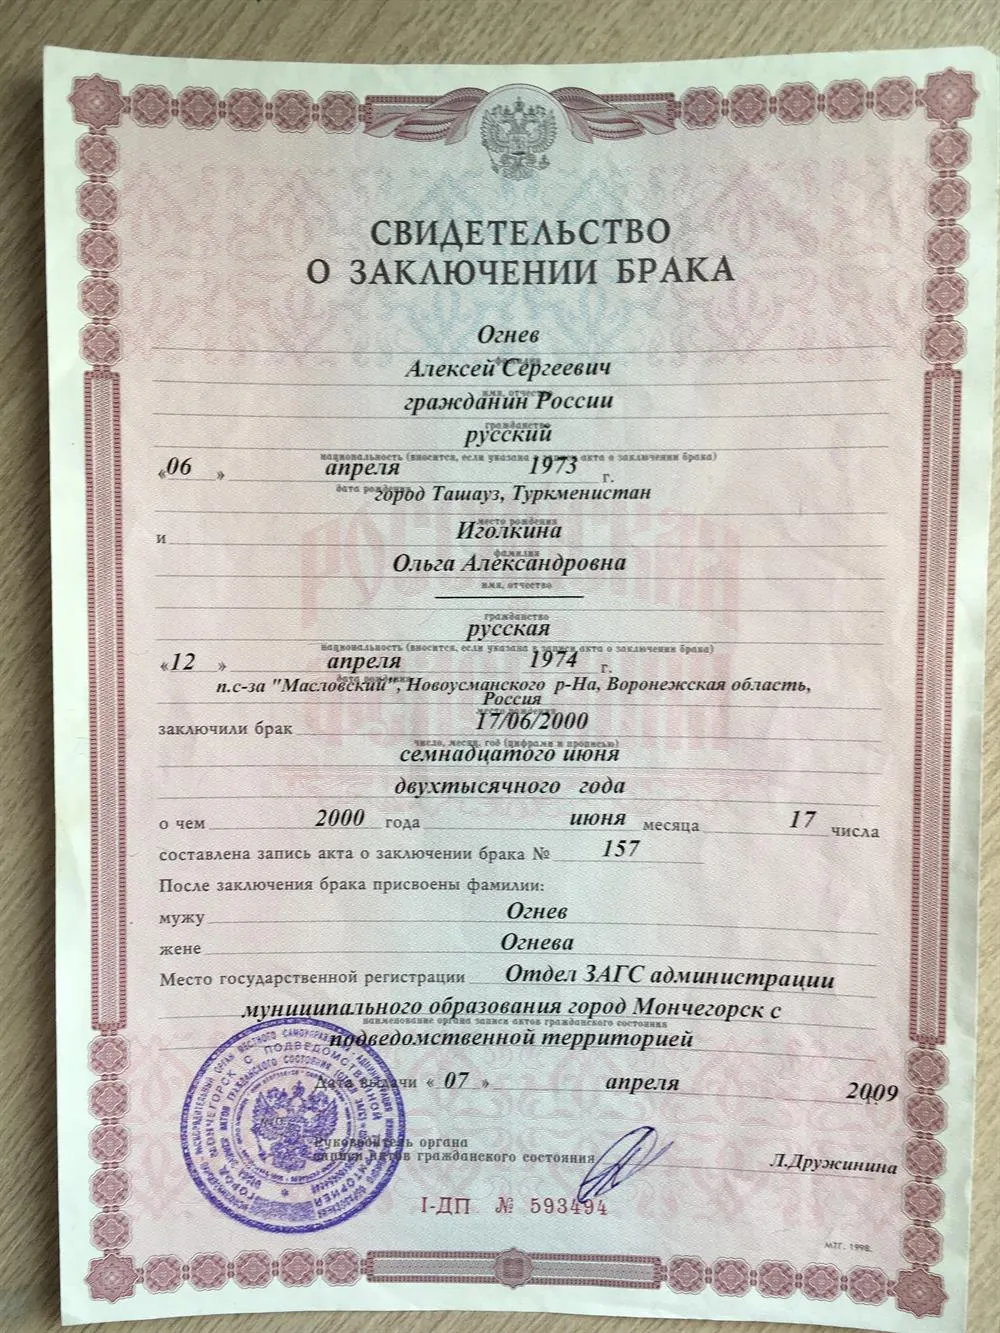 СВИДЕТЕЛЬСТВО
О ЗАКЛЮЧЕНИИ БРАКА
Огнев
фамилия
Алексей Сергеевич
имя, отчество
гражданин России
гражданство
русский
национальность (вносится, если указана в записи акта о заключении брака)
«06» апреля 1973 г.
дата рождения
город Ташауз, Туркменистан
место рождения
и Иголкина
фамилия
Ольга Александровна
имя, отчество
гражданство
русская
национальность (вносится, если указана в записи акта о заключении брака)
«12» апреля 1974 г.
дата рождения
п.с-за "Масловский", Новоусманского р-На, Воронежская область,
Россия
место рождения
заключили брак 17/06/2000
число, месяц, год (цифрами и прописью)
семнадцатого июня
двухтысячного года
о чем 2000 года июня месяца 17 числа
составлена запись акта о заключении брака № 157
После заключения брака присвоены фамилии:
мужу Огнев
жене Огнева
Место государственной регистрации Отдел ЗАГС администрации
муниципального образования город Мончегорск с
наименование органа записи актов гражданского состояния
подведомственной территорией
Дата выдачи «07» апреля 2009 г.
Руководитель органа
записи актов гражданского состояния Л.Дружинина
I-ДП № 593494
МТГ. 1998.